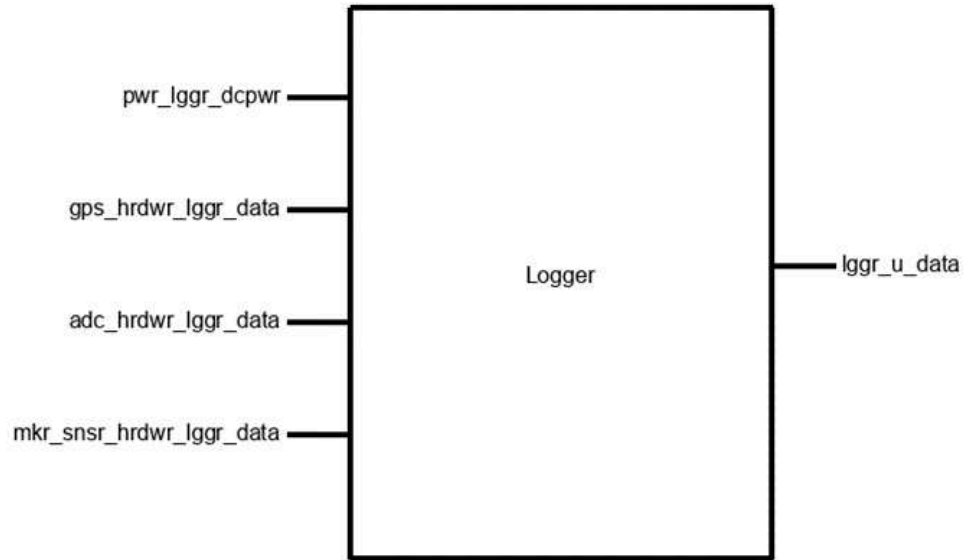 pwr_lggr_dcpwr
gps_hrdwr_lggr_data
Logger
lggr_u_data
adc_hrdwr_lggr_data
mkr_snsr_hrdwr_lggr_data